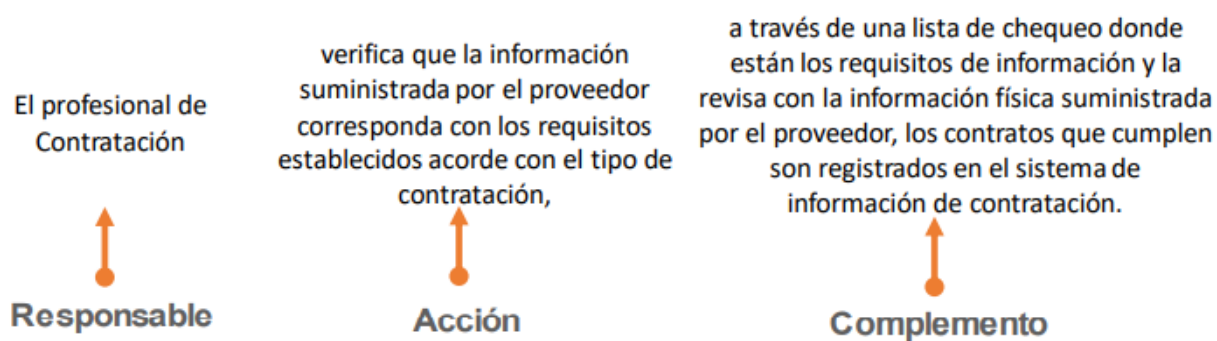 El profesional de
Contratación
verifica que la información
suministrada por el proveedor
corresponda con los requisitos
establecidos acorde con el tipo de
contratación,
a través de una lista de chequeo donde
están los requisitos de información y la
revisa con la información física suministrada
por el proveedor, los contratos que cumplen
son registrados en el sistema de
información de contratación.
Responsable
Acción
Complemento